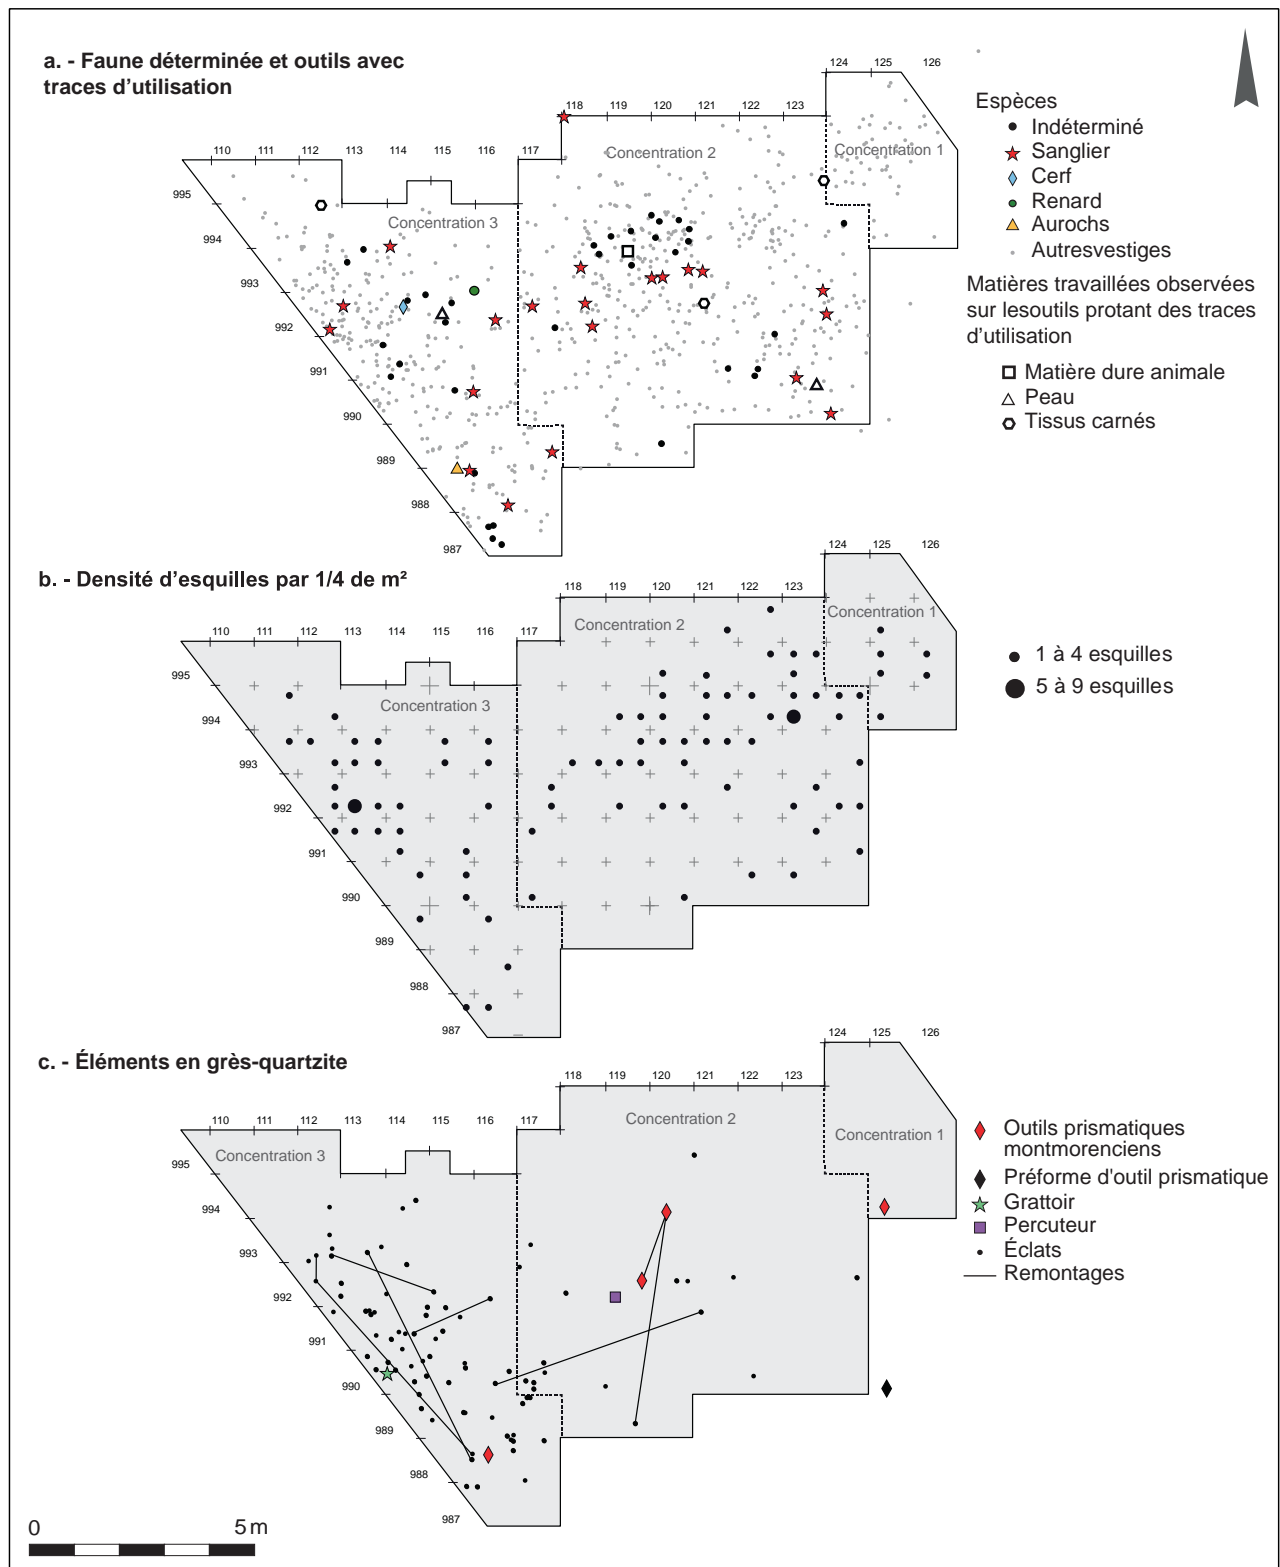 a. - Faune déterminée et outils avec
traces d'utilisation
124 125 126
118 119 120 121 122 123
110 111 112 113 114 115 116 117
995
994
993
992
991
990
989
988
987
Concentration 2
Concentration 1
Concentration 3
Espèces
Indéterminé
Sanglier
Cerf
Renard
Aurochs
Autresvestiges
Matières travaillées observées
sur lesoutils protant des traces
d'utilisation
Matière dure animale
Peau
Tissus carnés
b. - Densité d'esquilles par 1/4 de m²
124 125 126
118 119 120 121 122 123
110 111 112 113 114 115 116 117
995
994
993
992
991
990
989
988
987
Concentration 1
Concentration 2
Concentration 3
1 à 4 esquilles
5 à 9 esquilles
c. - Éléments en grès-quartzite
124 125 126
118 119 120 121 122 123
110 111 112 113 114 115 116 117
995
994
993
992
991
990
989
988
987
Concentration 2
Concentration 1
Concentration 3
Outils prismatiques
montmorenciens
Préforme d'outil prismatique
Grattoir
Percuteur
Éclats
Remontages
0 5 m